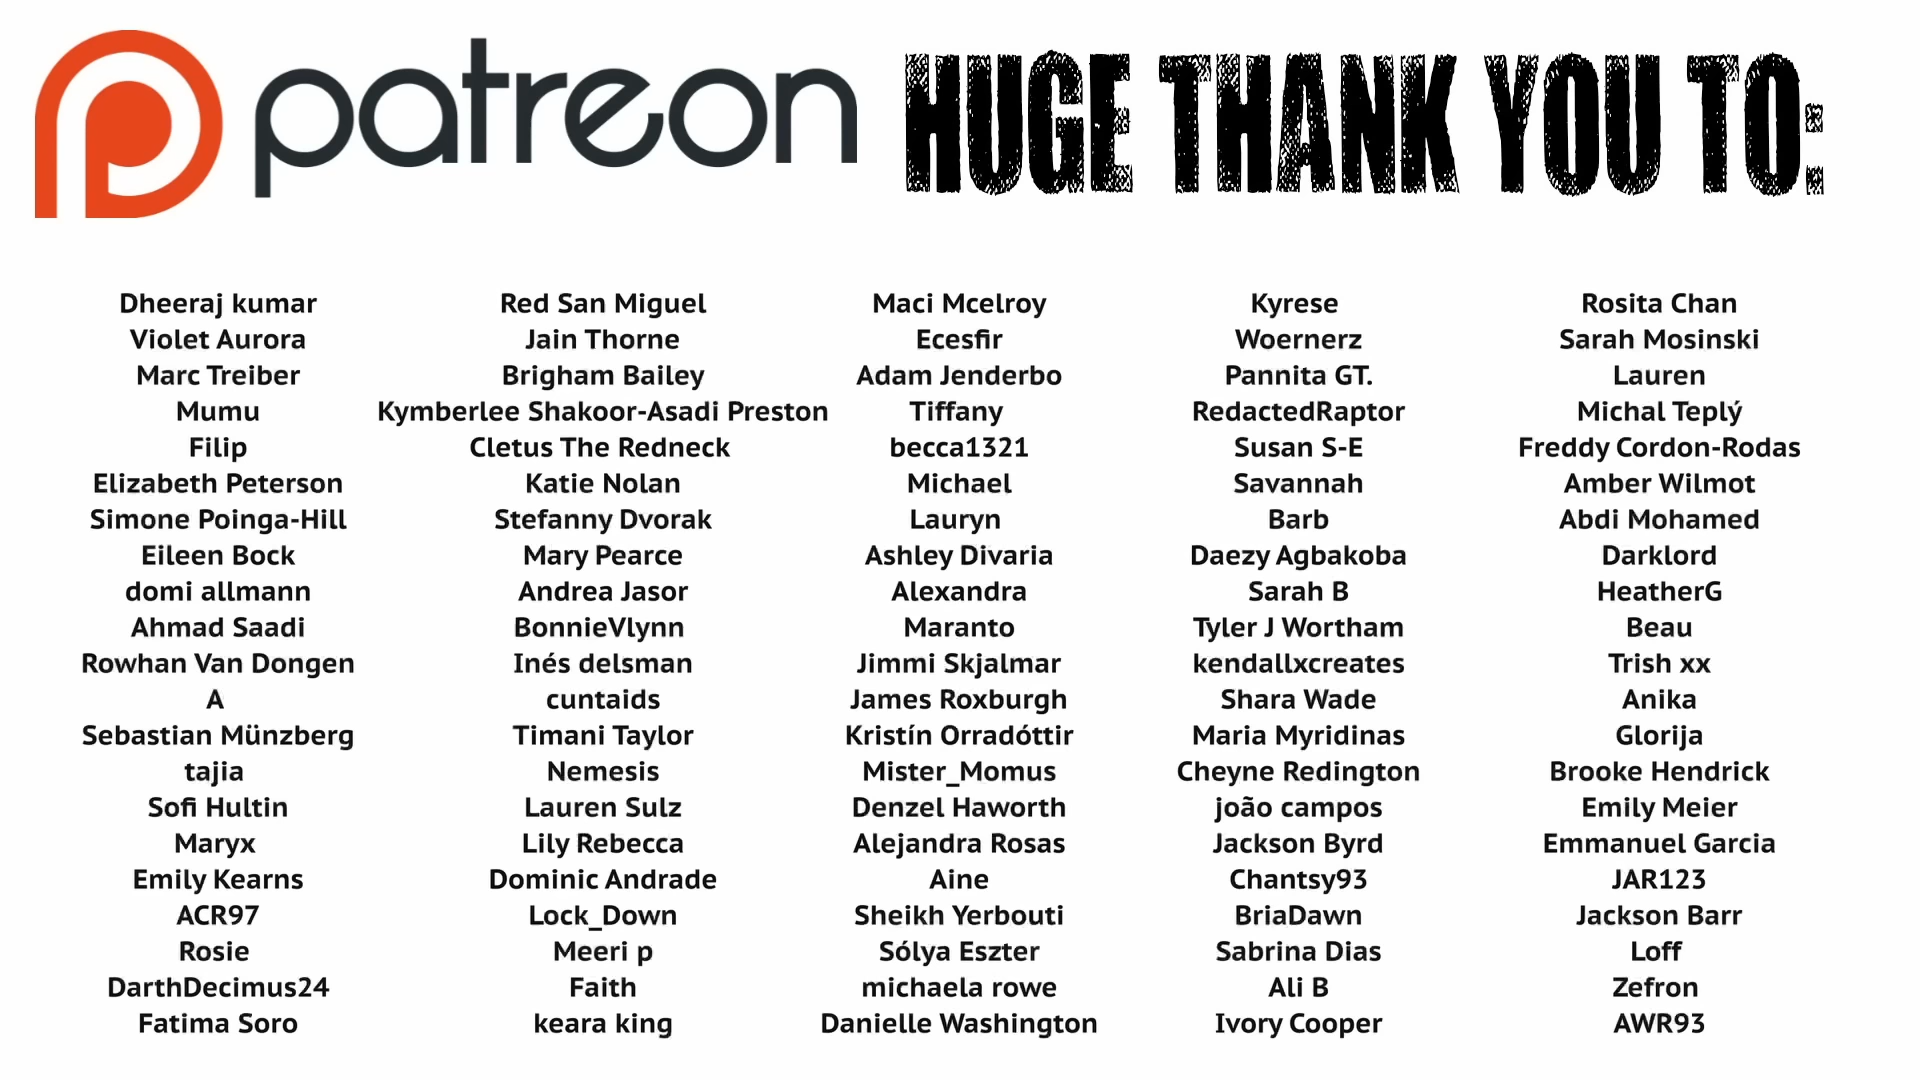 patreon HUGE THANK YOU TO:
Dheeraj kumar
Violet Aurora
Marc Treiber
Mumu
Filip
Elizabeth Peterson
Simone Poinga-Hill
Eileen Bock
domi allmann
Ahmad Saadi
Rowhan Van Dongen
A
Sebastian Münzberg
tajia
Sofi Hultin
Maryx
Emily Kearns
ACR97
Rosie
DarthDecimus24
Fatima Soro
Red San Miguel
Jain Thorne
Brigham Bailey
Kymberlee Shakoor-Asadi Preston
Cletus The Redneck
Katie Nolan
Stefanny Dvorak
Mary Pearce
Andrea Jasor
BonnieVlynn
Inés delsman
cuntaids
Timani Taylor
Nemesis
Lauren Sulz
Lily Rebecca
Dominic Andrade
Lock_Down
Meeri p
Faith
keara king
Maci Mcelroy
Ecesfir
Adam Jenderbo
Tiffany
becca1321
Michael
Lauryn
Ashley Divaria
Alexandra
Maranto
Jimmi Skjalmar
James Roxburgh
Kristín Orradóttir
Mister_Momus
Denzel Haworth
Alejandra Rosas
Aine
Sheikh Yerbouti
Sólya Eszter
michaela rowe
Danielle Washington
Kyrese
Woernerz
Pannita GT.
RedactedRaptor
Susan S-E
Savannah
Barb
Daezy Agbakoba
Sarah B
Tyler J Wortham
kendallxcreates
Shara Wade
Maria Myridinas
Cheyne Redington
joão campos
Jackson Byrd
Chantsy93
BriaDawn
Sabrina Dias
Ali B
Ivory Cooper
Rosita Chan
Sarah Mosinski
Lauren
Michal Teplý
Freddy Cordon-Rodas
Amber Wilmot
Abdi Mohamed
Darklord
HeatherG
Beau
Trish xx
Anika
Glorija
Brooke Hendrick
Emily Meier
Emmanuel Garcia
JAR123
Jackson Barr
Loff
Zefron
AWR93